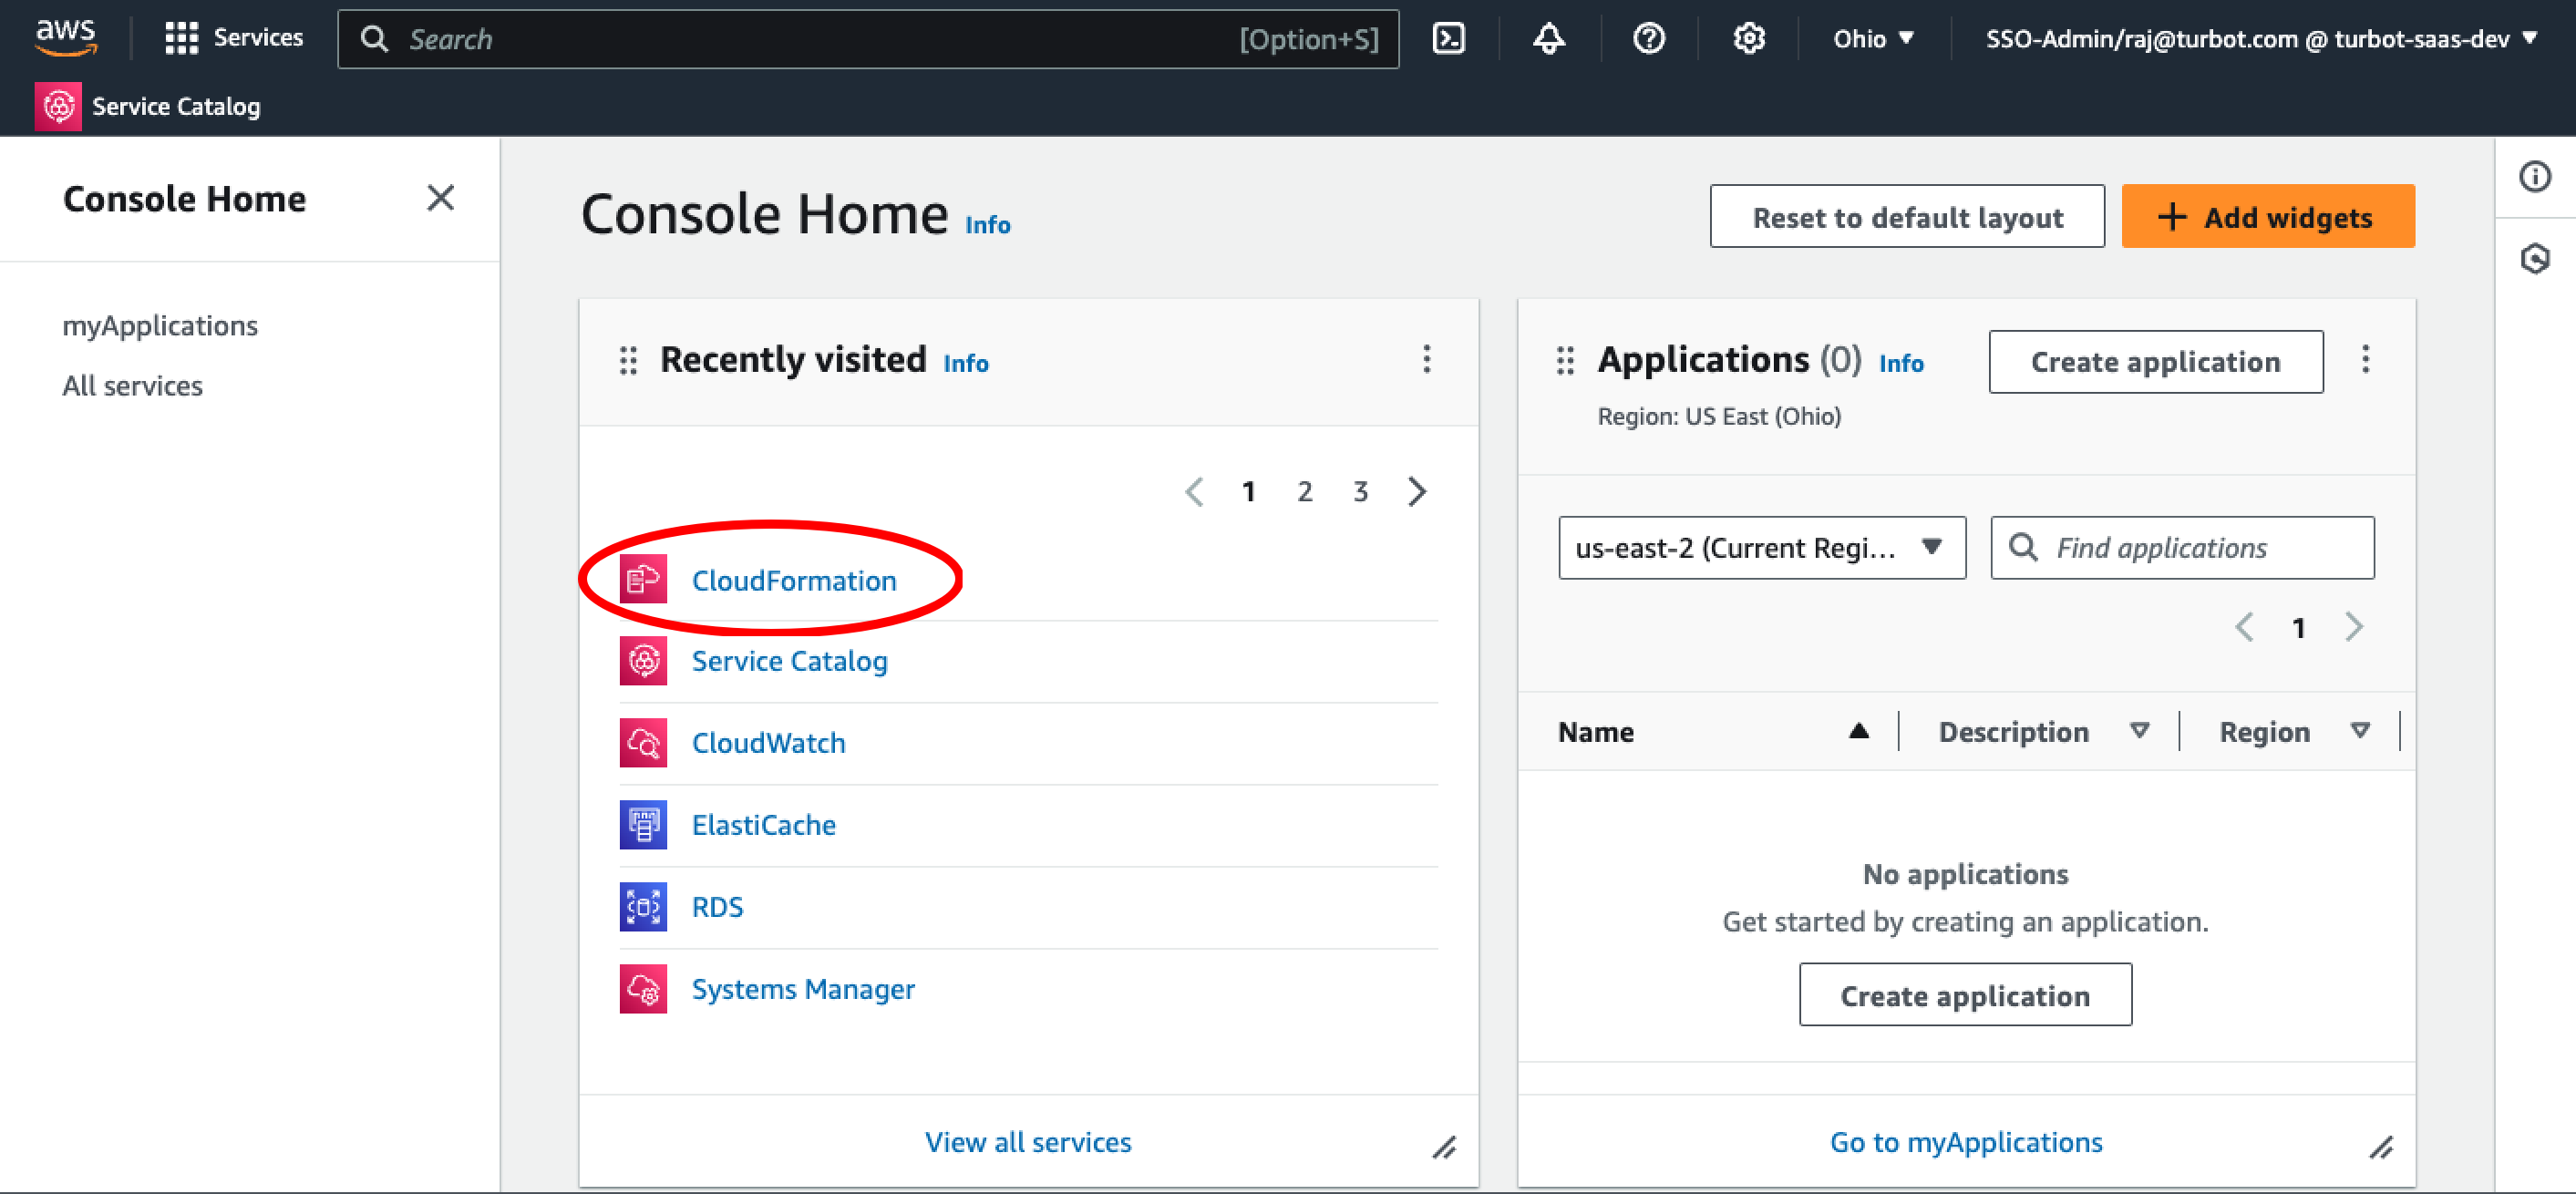 aws Services Search [Option+S] Ohio SSO-Admin/raj@turbot.com @ turbot-saas-dev
Service Catalog
Console Home
myApplications
All services
Console Home Info
Reset to default layout
Add widgets
Recently visited Info
1 2 3
CloudFormation
Service Catalog
CloudWatch
ElastiCache
RDS
Systems Manager
View all services
Applications (0) Info
Create application
Region: US East (Ohio)
us-east-2 (Current Regi...
Find applications
1
Name Description Region
No applications
Get started by creating an application.
Create application
Go to myApplications